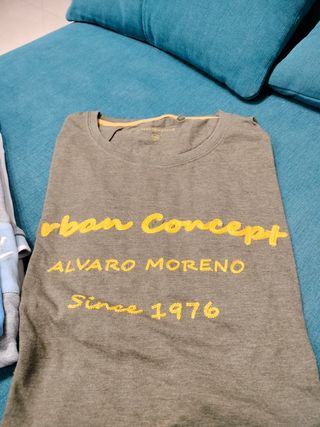 rban Concept
ALVARO MORENO
Since 1976